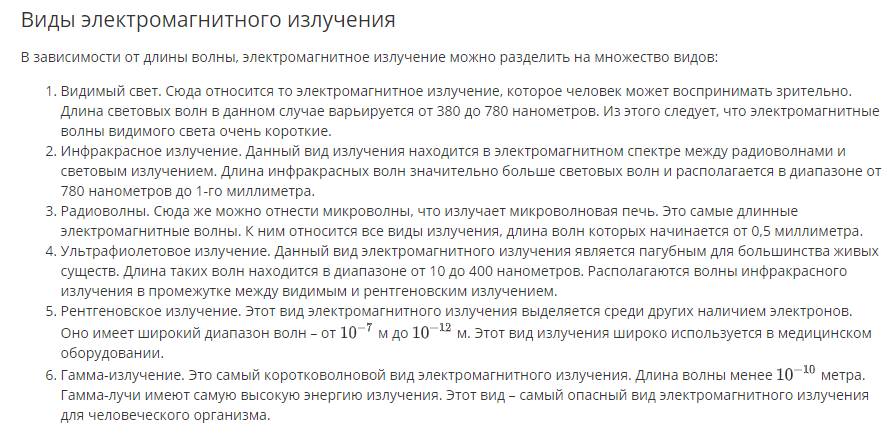 Виды электромагнитного излучения
В зависимости от длины волны, электромагнитное излучение можно разделить на множество видов:
1. Видимый свет. Сюда относится то электромагнитное излучение, которое человек может воспринимать зрительно.
Длина световых волн в данном случае варьируется от 380 до 780 нанометров. Из этого следует, что электромагнитные
волны видимого света очень короткие.
2. Инфракрасное излучение. Данный вид излучения находится в электромагнитном спектре между радиоволнами и
световым излучением. Длина инфракрасных волн значительно больше световых волн и располагается в диапазоне от
780 нанометров до 1-го миллиметра.
3. Радиоволны. Сюда же можно отнести микроволны, что излучает микроволновая печь. Это самые длинные
электромагнитные волны. К ним относится все виды излучения, длина волн которых начинается от 0,5 миллиметра.
4. Ультрафиолетовое излучение. Данный вид электромагнитного излучения является пагубным для большинства живых
существ. Длина таких волн находится в диапазоне от 10 до 400 нанометров. Располагаются волны инфракрасного
излучения в промежутке между видимым и рентгеновским излучением.
5. Рентгеновское излучение. Этот вид электромагнитного излучения выделяется среди других наличием электронов.
Оно имеет широкий диапазон волн – от 10⁻⁷ м до 10⁻¹² м. Этот вид излучения широко используется в медицинском
оборудовании.
6. Гамма-излучение. Это самый коротковолновой вид электромагнитного излучения. Длина волны менее 10⁻¹⁰ метра.
Гамма-лучи имеют самую высокую энергию излучения. Этот вид – самый опасный вид электромагнитного излучения
для человеческого организма.